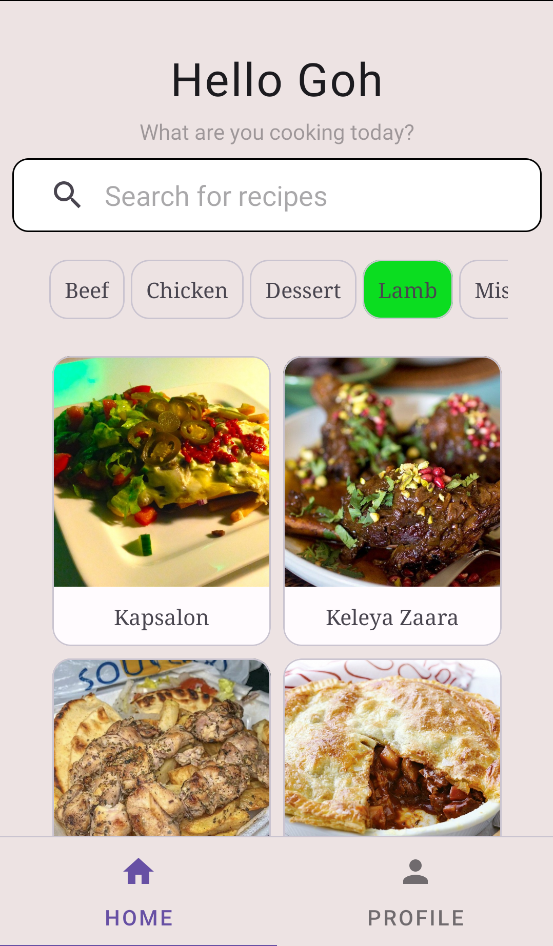 Hello Goh
What are you cooking today?
Search for recipes
Beef Chicken Dessert Lamb Mis
Kapsalon Keleya Zaara
HOME PROFILE